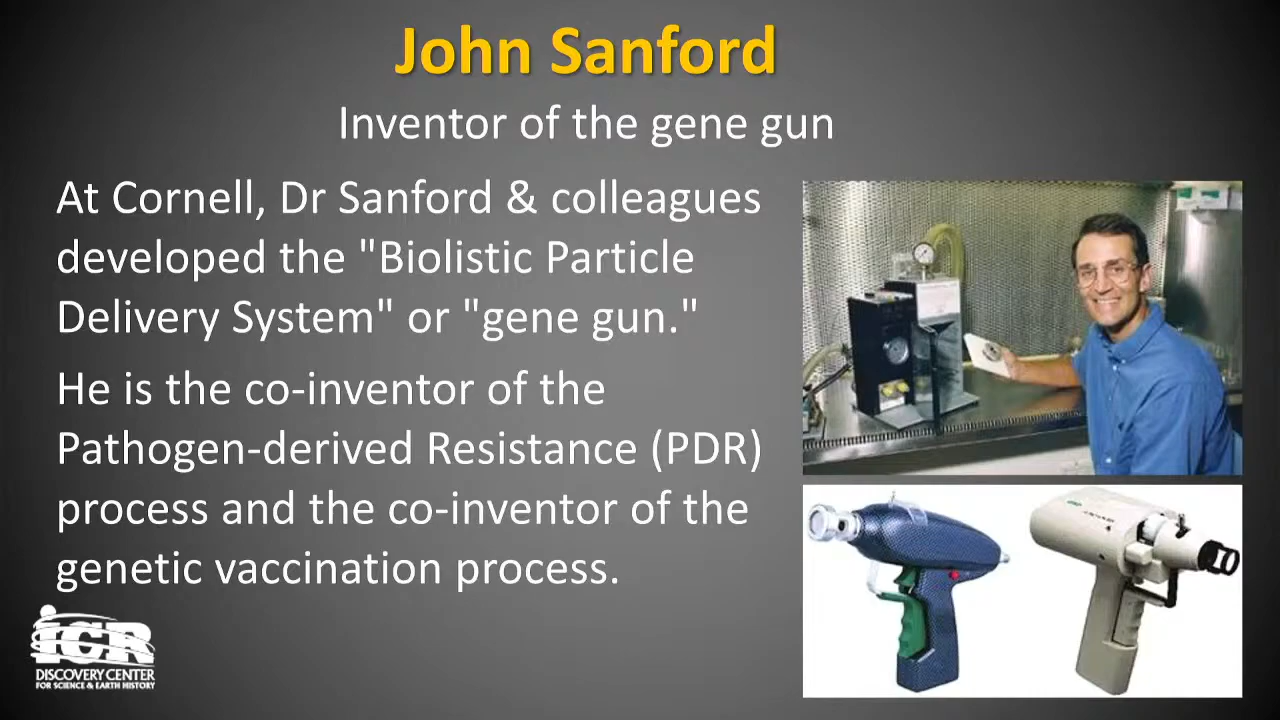 John Sanford
Inventor of the gene gun
At Cornell, Dr Sanford & colleagues
developed the "Biolistic Particle
Delivery System" or "gene gun."
He is the co-inventor of the
Pathogen-derived Resistance (PDR)
process and the co-inventor of the
genetic vaccination process.
ICR
DISCOVERY CENTER
FOR SCIENCE & EARTH HISTORY